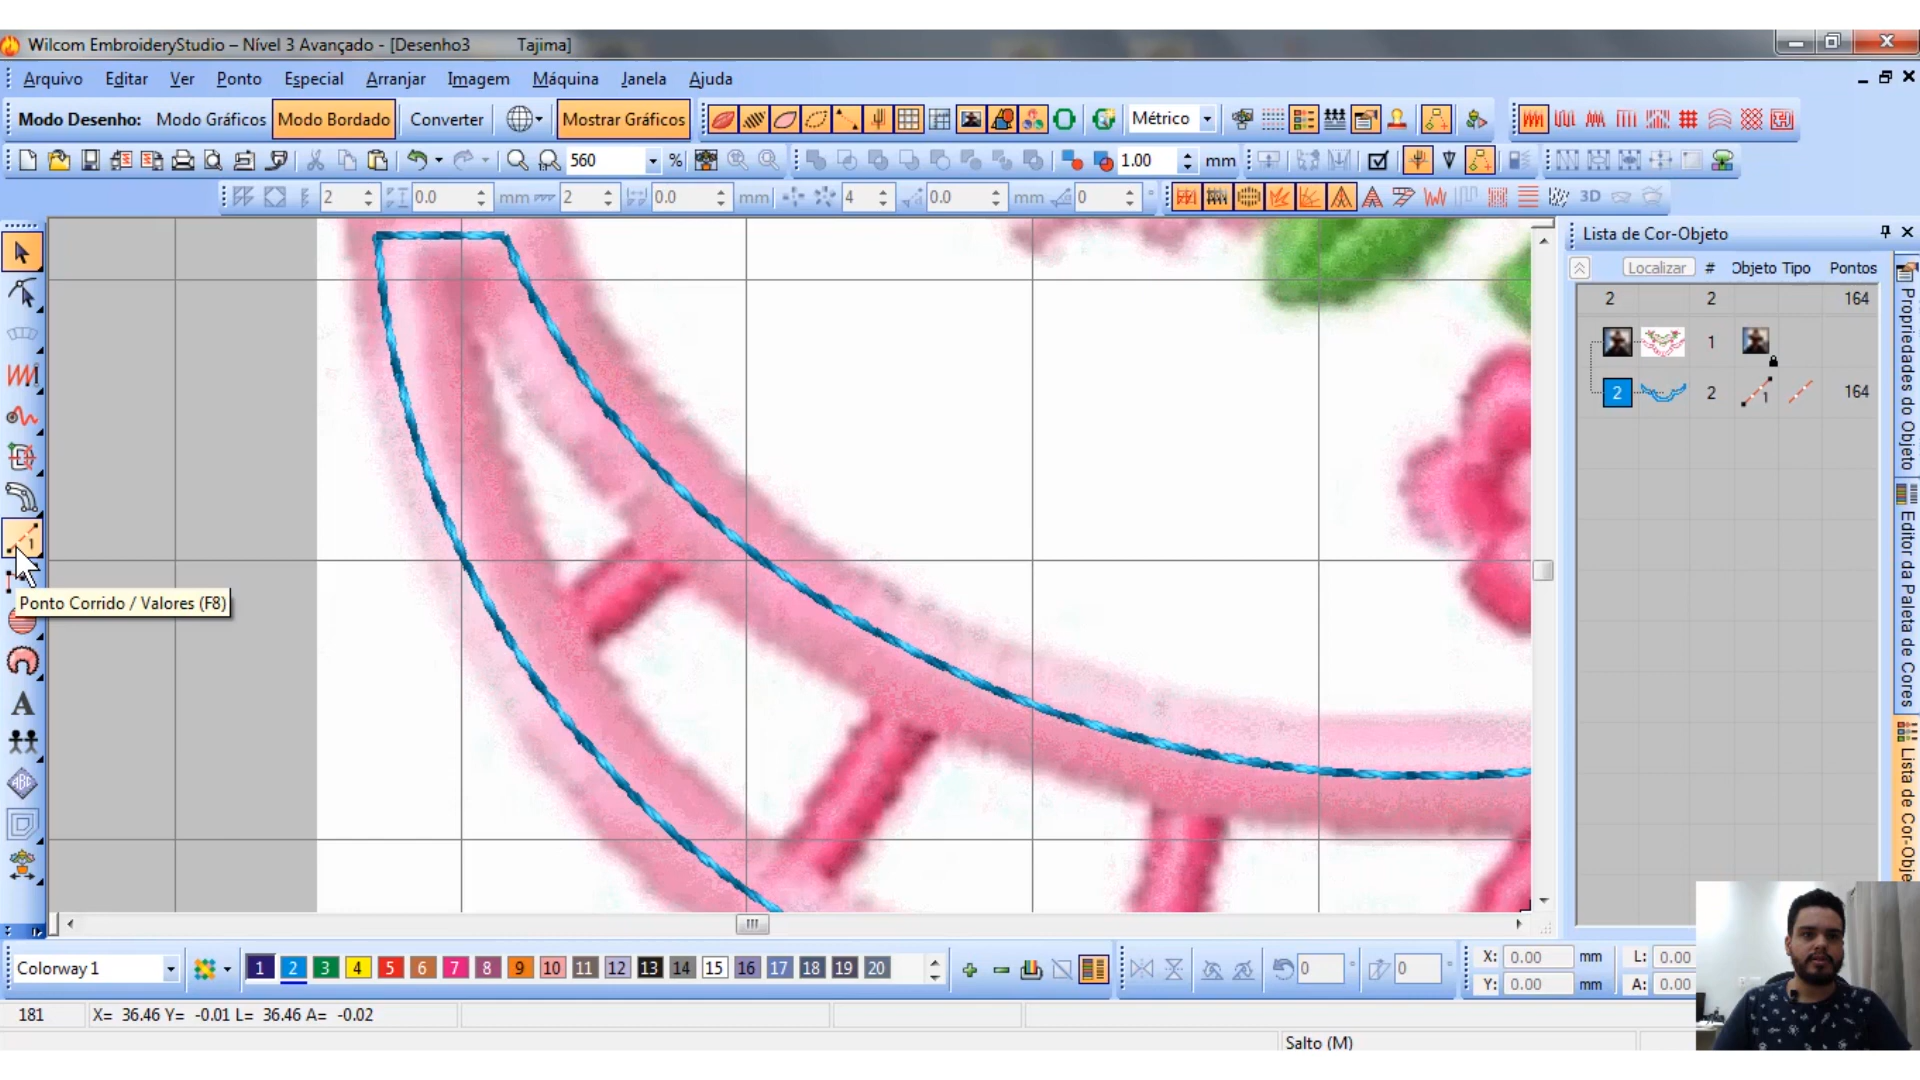 Wilcom EmbroideryStudio – Nível 3 Avançado - [Desenho3 Tajima]
Arquivo Editar Ver Ponto Especial Arranjar Imagem Máquina Janela Ajuda
Modo Desenho: Modo Gráficos Modo Bordado Converter Mostrar Gráficos Métrico
560 % 1.00 mm
2 0.0 mm 2 0.0 mm 4 0.0 mm 0 ° 3D
Lista de Cor-Objeto
Localizar # Objeto Tipo Pontos
2 2 164
1
2 2 1 164
Propriedades do Objeto
Editor da Paleta de Cores
Lista de Cor-Obje
1
Ponto Corrido / Valores (F8)
A
ABC
Colorway 1 1 2 3 4 5 6 7 8 9 10 11 12 13 14 15 16 17 18 19 20 0 ° 0 °
X: 0.00 mm L: 0.00
Y: 0.00 mm A: 0.00
181 X= 36.46 Y= -0.01 L= 36.46 A= -0.02
Salto (M)